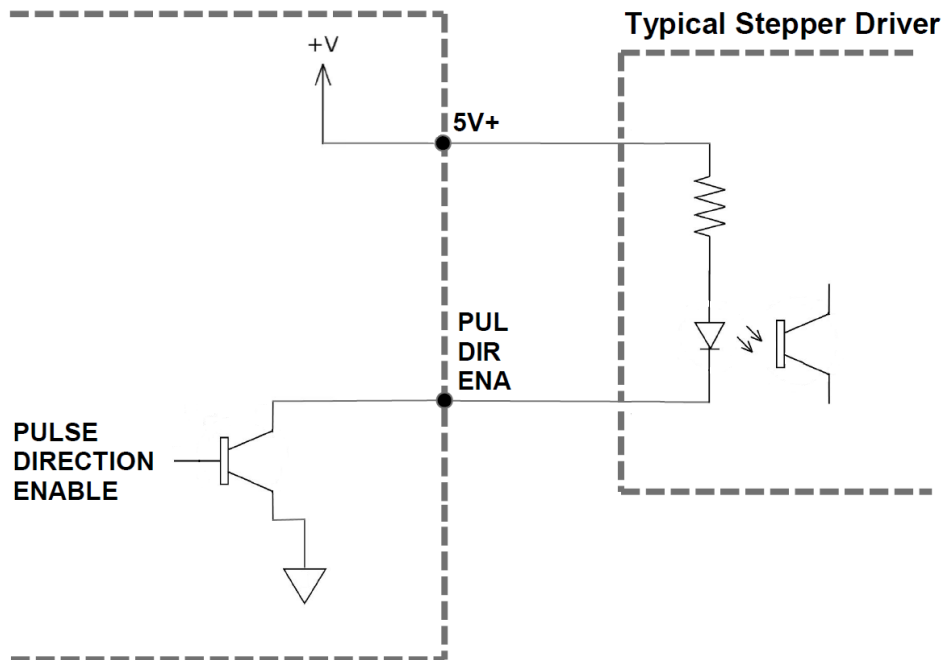 Typical Stepper Driver
+V
5V+
PUL
DIR
ENA
PULSE
DIRECTION
ENABLE